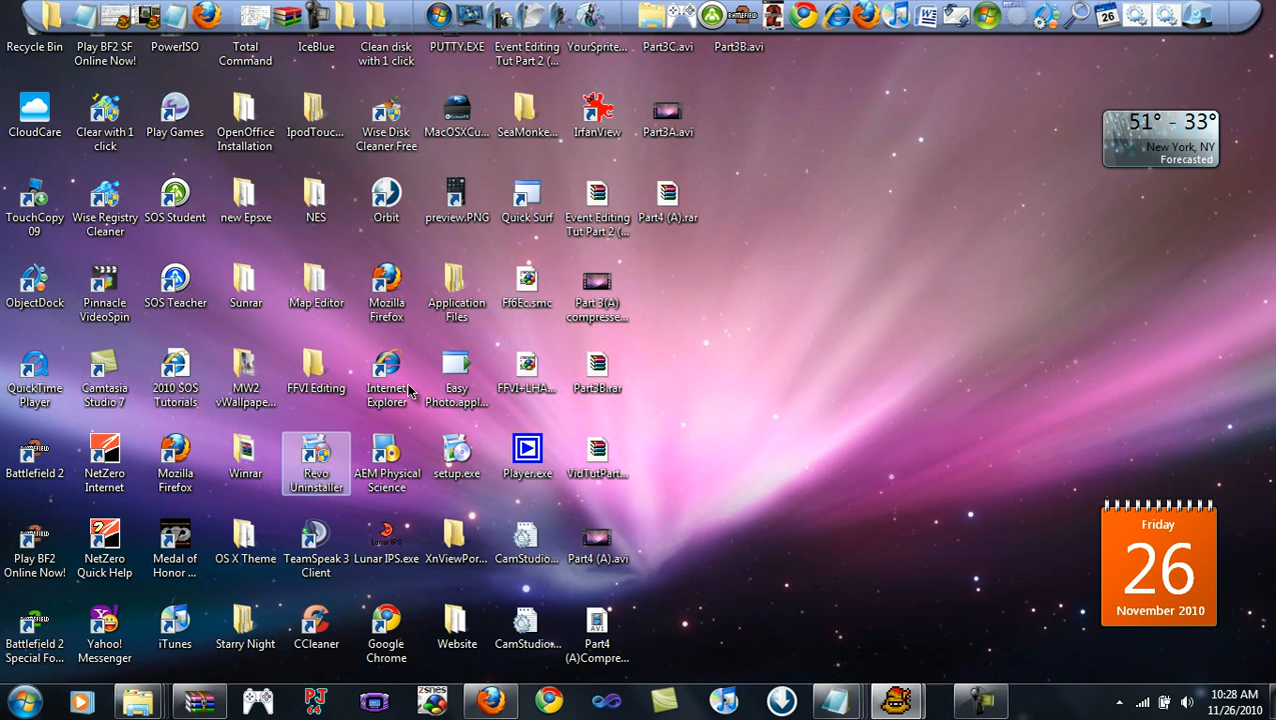 Recycle Bin
Play BF2 SF
Online Now!
PowerISO
Total
Command
IceBlue
Clean disk
with 1 click
PUTTY.EXE
Event Editing
Tut Part 2 (...
YourSprite...
Part3C.avi
Part3B.avi
CloudCare
Clear with 1
click
Play Games
OpenOffice
Installation
IpodTouc...
Wise Disk
Cleaner Free
MacOSXCu...
SeaMonke...
IrfanView
Part3A.avi
51° - 33°
New York, NY
Forecasted
TouchCopy
09
Wise Registry
Cleaner
SOS Student
new Epsxe
NES
Orbit
preview.PNG
Quick Surf
Event Editing
Tut Part 2 (...
Part4 (A).rar
ObjectDock
Pinnacle
VideoSpin
SOS Teacher
Sunrar
Map Editor
Mozilla
Firefox
Application
Files
Ff6Ec.smc
Part 3(A)
compresse...
QuickTime
Player
Camtasia
Studio 7
2010 SOS
Tutorials
MW2
vWallpape...
FFVI Editing
Internet
Explorer
Easy
Photo.appl...
FFVI+LHA...
Part3B.rar
Battlefield 2
NetZero
Internet
Mozilla
Firefox
Winrar
Revo
Uninstaller
AEM Physical
Science
setup.exe
Player.exe
VidTutPart...
Play BF2
Online Now!
NetZero
Quick Help
Medal of
Honor ...
OS X Theme
TeamSpeak 3
Client
Lunar IPS.exe
XnViewPor...
CamStudio...
Part4 (A).avi
Friday
26
November 2010
Battlefield 2
Special Fo...
Yahoo!
Messenger
iTunes
Starry Night
CCleaner
Google
Chrome
Website
CamStudio...
Part4
(A)Compre...
10:28 AM
11/26/2010